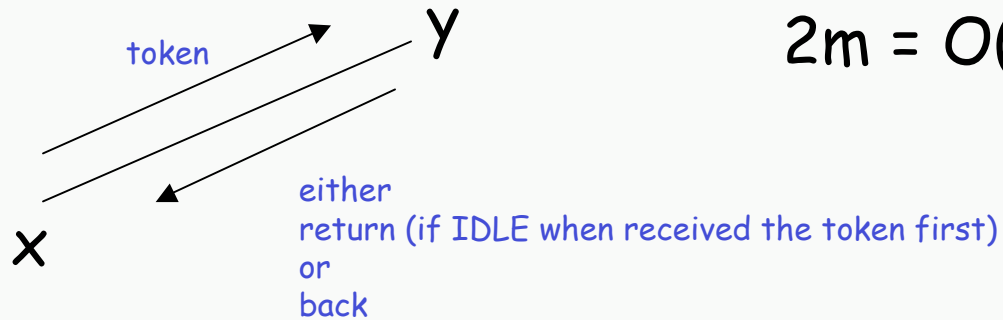 token
y
2m = O(
x
either
return (if IDLE when received the token first)
or
back